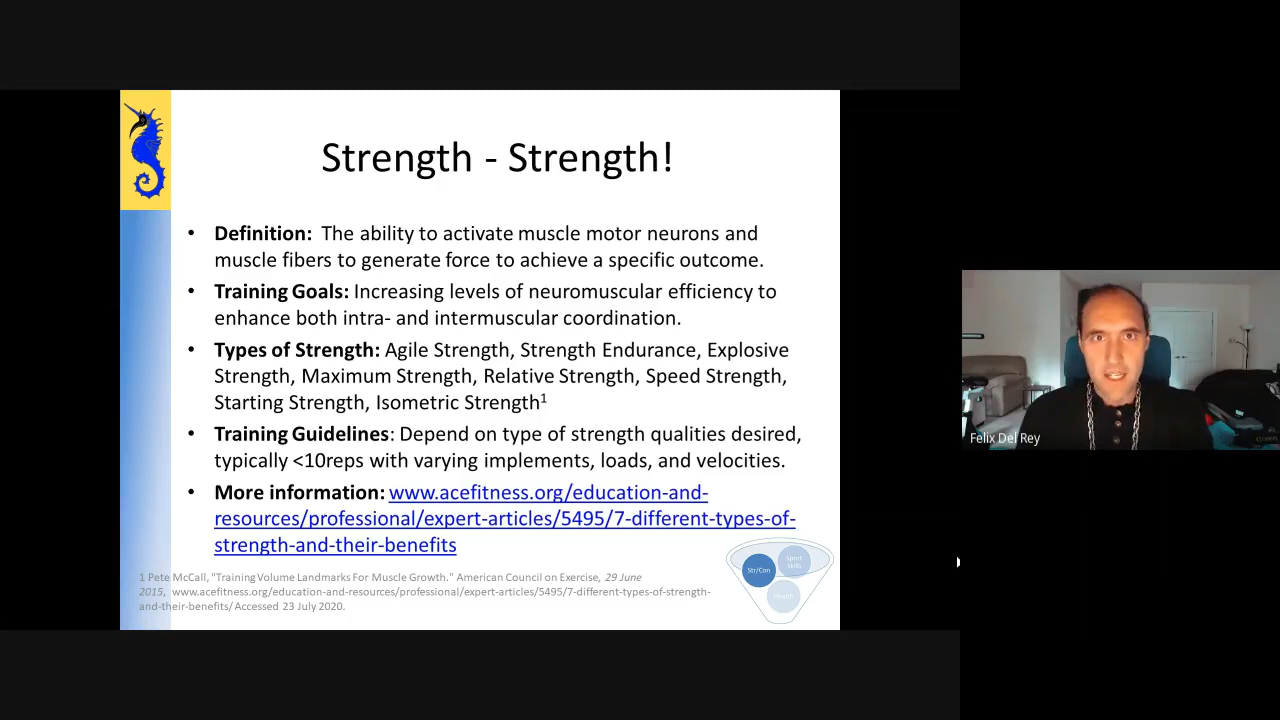 Strength - Strength!
• Definition: The ability to activate muscle motor neurons and
muscle fibers to generate force to achieve a specific outcome.
• Training Goals: Increasing levels of neuromuscular efficiency to
enhance both intra- and intermuscular coordination.
• Types of Strength: Agile Strength, Strength Endurance, Explosive
Strength, Maximum Strength, Relative Strength, Speed Strength,
Starting Strength, Isometric Strength1
• Training Guidelines: Depend on type of strength qualities desired,
typically <10reps with varying implements, loads, and velocities.
• More information: www.acefitness.org/education-and-
resources/professional/expert-articles/5495/7-different-types-of-
strength-and-their-benefits
1 Pete McCall, "Training Volume Landmarks For Muscle Growth." American Council on Exercise, 29 June
2015, www.acefitness.org/education-and-resources/professional/expert-articles/5495/7-different-types-of-strength-
and-their-benefits/ Accessed 23 July 2020.
Str/Con
Sport
Skills
Health
Felix Del Rey